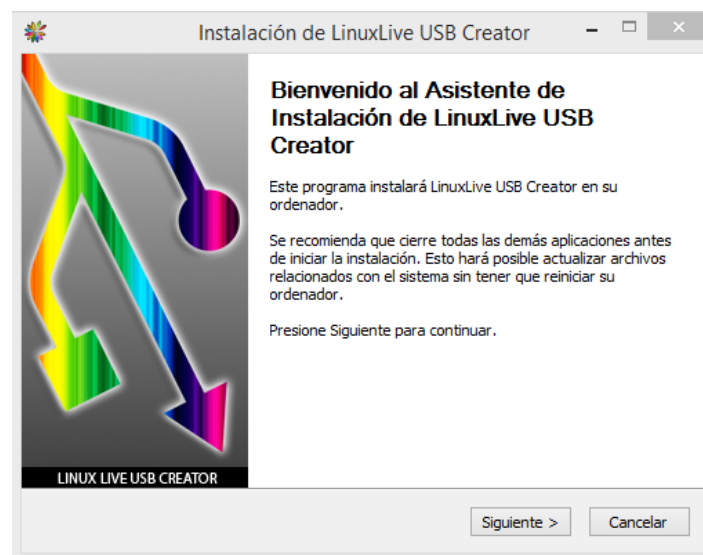 Instalación de LinuxLive USB Creator
Bienvenido al Asistente de
Instalación de LinuxLive USB
Creator
Este programa instalará LinuxLive USB Creator en su
ordenador.
Se recomienda que cierre todas las demás aplicaciones antes
de iniciar la instalación. Esto hará posible actualizar archivos
relacionados con el sistema sin tener que reiniciar su
ordenador.
Presione Siguiente para continuar.
LINUX LIVE USB CREATOR
Siguiente >
Cancelar